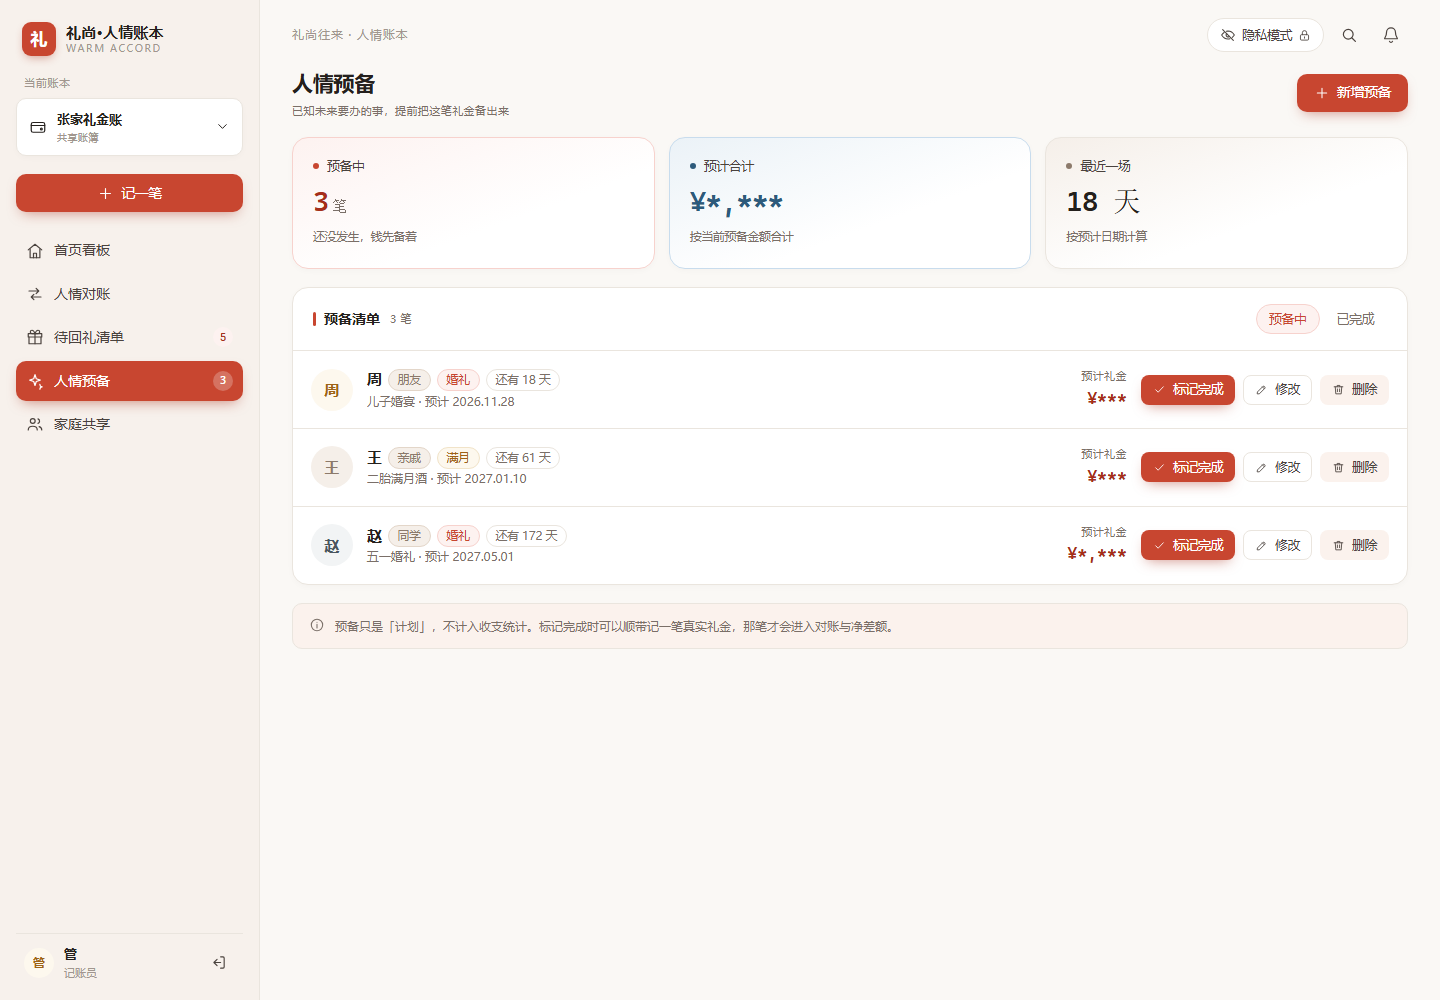 礼
礼尚•人情账本
WARM ACCORD
当前账本
张家礼金账
共享账簿
记一笔
首页看板
人情对账
待回礼清单 5
人情预备 3
家庭共享
管
管
记账员
礼尚往来 · 人情账本
隐私模式
人情预备
已知未来要办的事，提前把这笔礼金备出来
新增预备
预备中
3 笔
还没发生，钱先备着
预计合计
¥*,***
按当前预备金额合计
最近一场
18 天
按预计日期计算
预备清单 3 笔
预备中 已完成
周
周 朋友 婚礼 还有 18 天
儿子婚宴 · 预计 2026.11.28
预计礼金
¥***
标记完成 修改 删除
王
王 亲戚 满月 还有 61 天
二胎满月酒 · 预计 2027.01.10
预计礼金
¥***
标记完成 修改 删除
赵
赵 同学 婚礼 还有 172 天
五一婚礼 · 预计 2027.05.01
预计礼金
¥*,***
标记完成 修改 删除
预备只是「计划」，不计入收支统计。标记完成时可以顺带记一笔真实礼金，那笔才会进入对账与净差额。